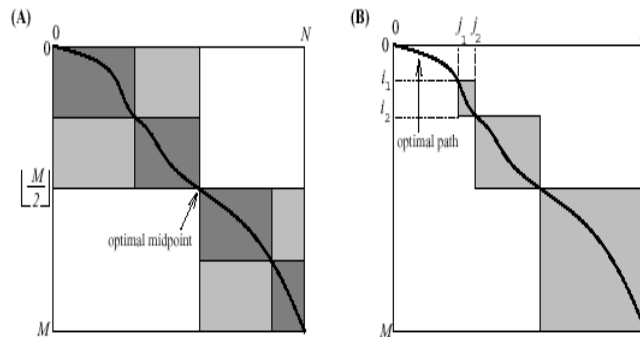 (A)
0 N
0
⌊M/2⌋
optimal midpoint
M
(B)
0 j₁ j₂
0
i₁
i₂
optimal path
M